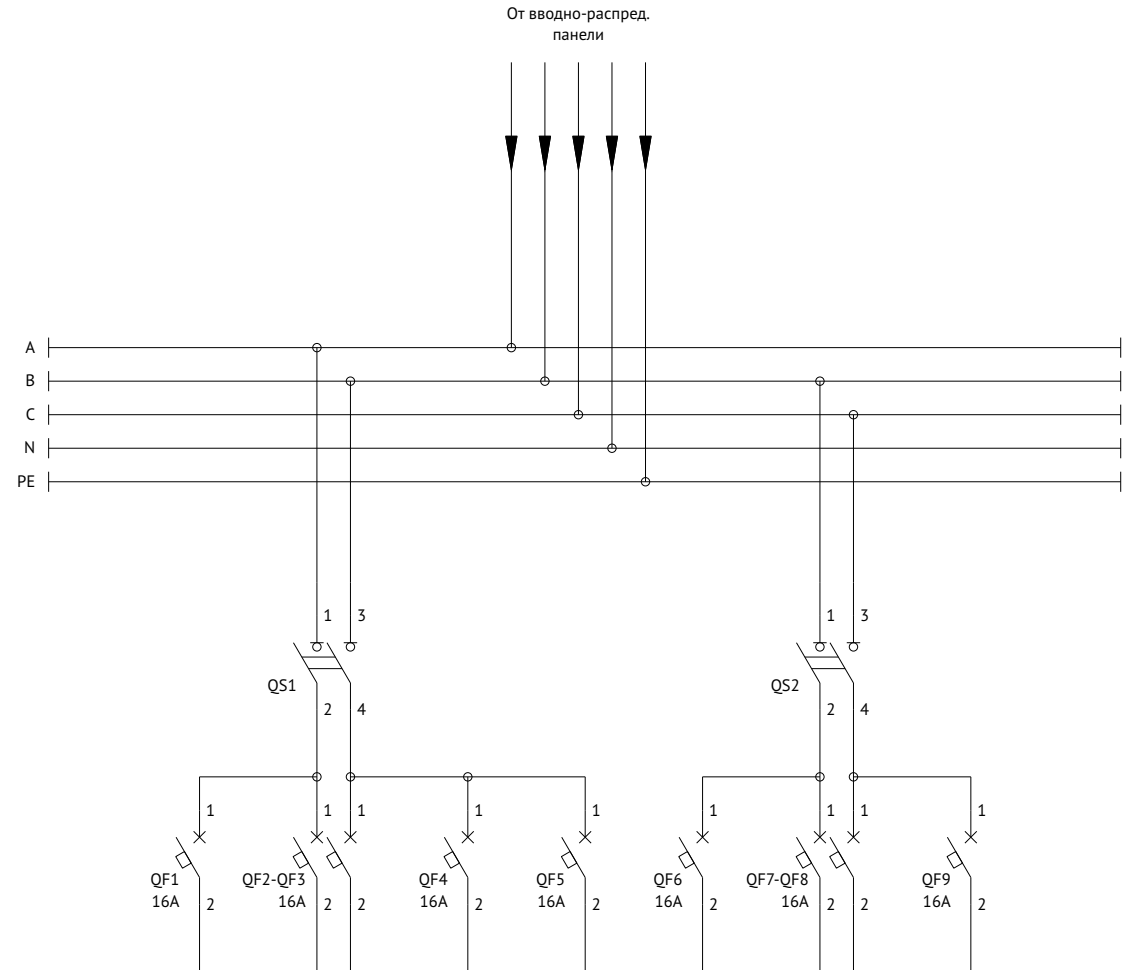 От вводно-распред.
панели
A
B
C
N
PE
1 3 1 3
QS1 QS2
2 4 2 4
1 1 1 1 1 1 1 1 1
QF1 QF2-QF3 QF4 QF5 QF6 QF7-QF8 QF9
16A 16A 16A 16A 16A 16A 16A
2 2 2 2 2 2 2 2 2